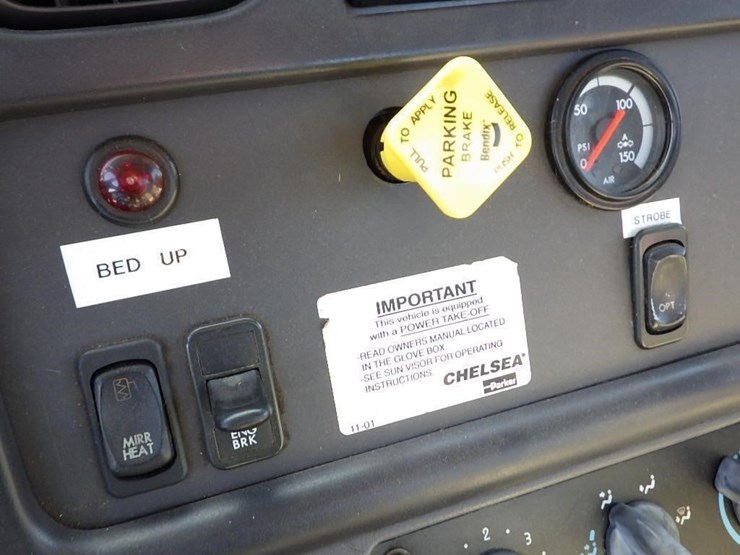 PULL TO APPLY
PARKING
BRAKE
Bendix
PUSH TO RELEASE
50
100
PSI
A
0
150
AIR
BED UP
STROBE
OPT
IMPORTANT
This vehicle is equipped
with a POWER TAKE-OFF
-READ OWNERS MANUAL LOCATED
IN THE GLOVE BOX
-SEE SUN VISOR FOR OPERATING
INSTRUCTIONS
CHELSEA
Parker
11-01
MIRR
HEAT
ENG
BRK
2
3